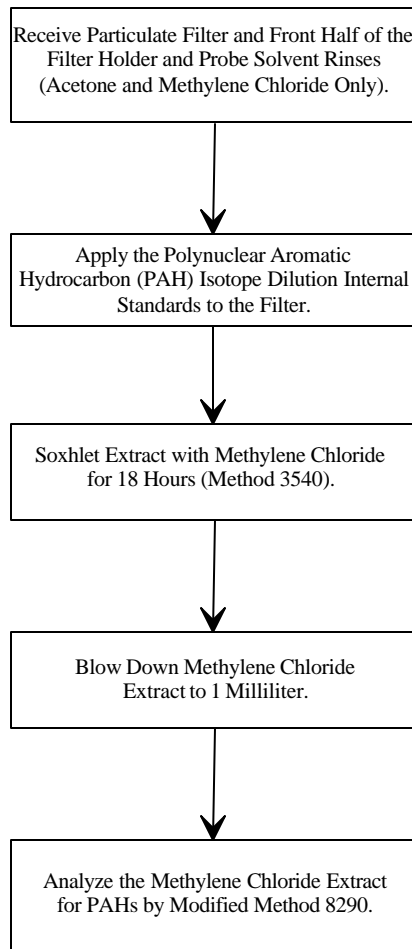 Receive Particulate Filter and Front Half of the
Filter Holder and Probe Solvent Rinses
(Acetone and Methylene Chloride Only).
Apply the Polynuclear Aromatic
Hydrocarbon (PAH) Isotope Dilution Internal
Standards to the Filter.
Soxhlet Extract with Methylene Chloride
for 18 Hours (Method 3540).
Blow Down Methylene Chloride
Extract to 1 Milliliter.
Analyze the Methylene Chloride Extract
for PAHs by Modified Method 8290.